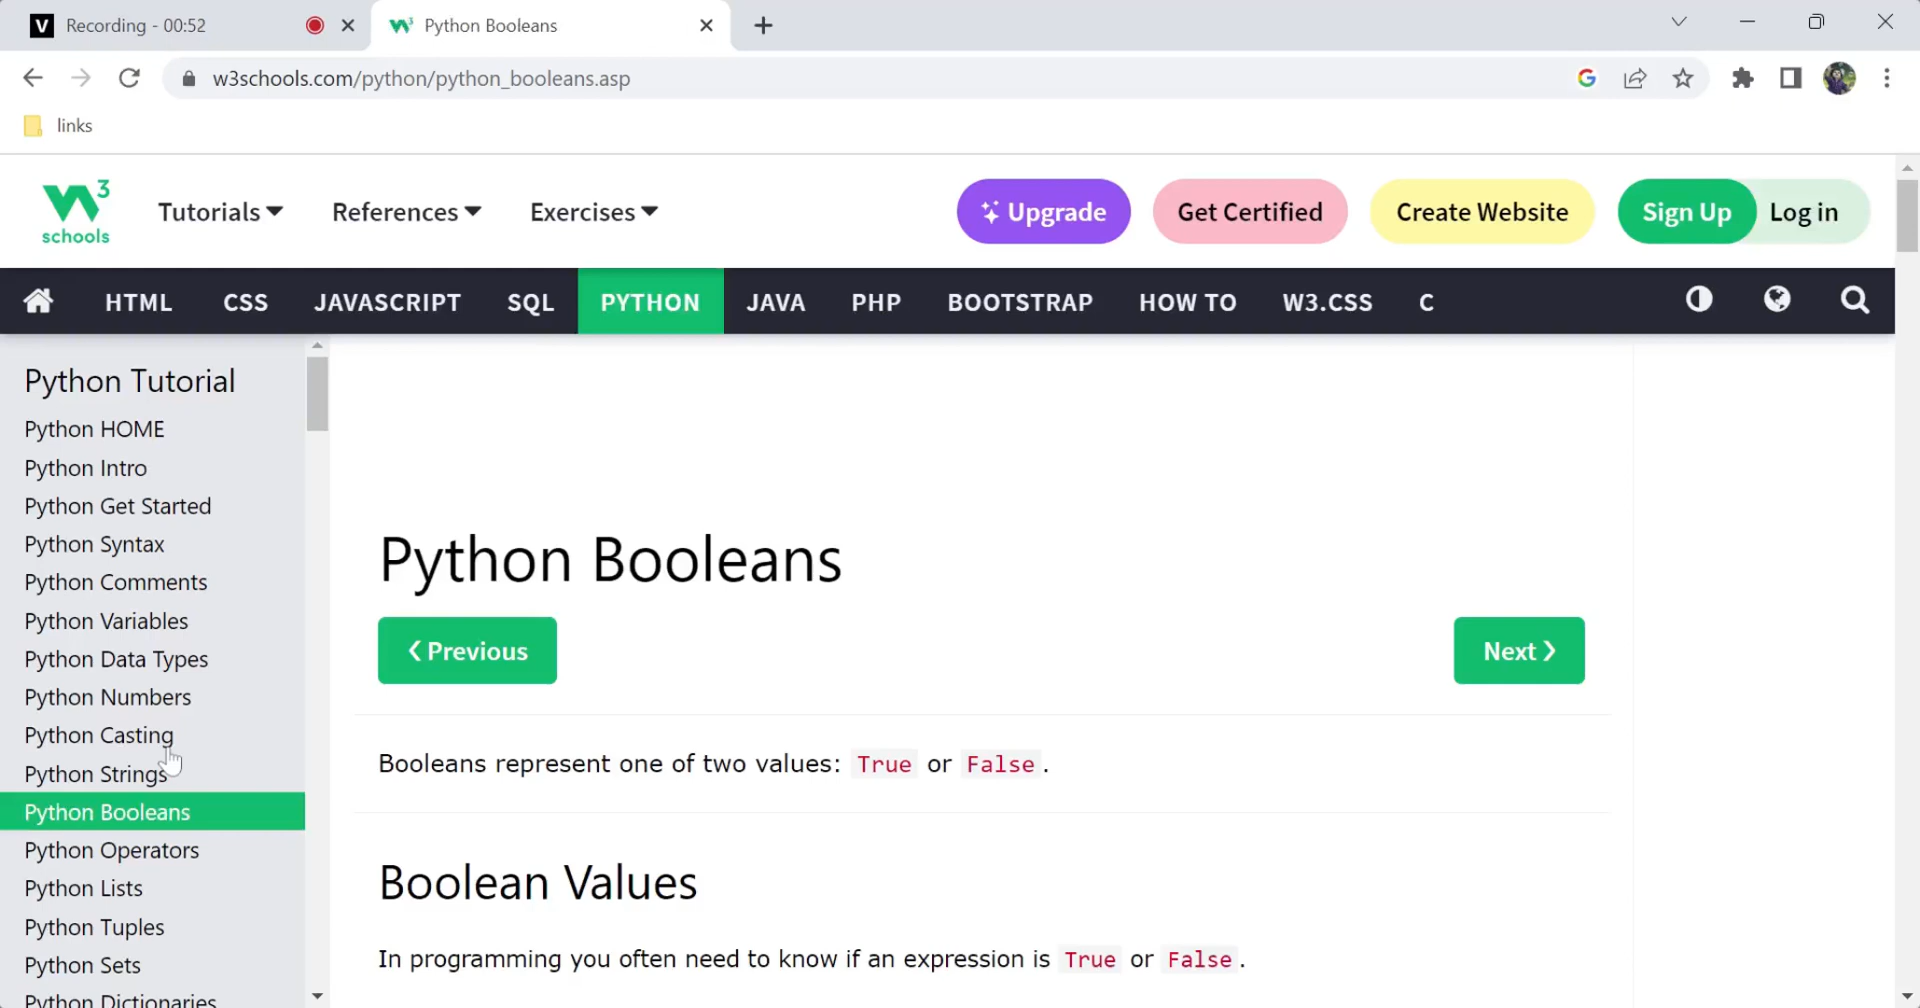 V Recording - 00:52
Python Booleans
w3schools.com/python/python_booleans.asp
links
W3 schools
Tutorials
References
Exercises
Upgrade
Get Certified
Create Website
Sign Up
Log in
HTML
CSS
JAVASCRIPT
SQL
PYTHON
JAVA
PHP
BOOTSTRAP
HOW TO
W3.CSS
C
Python Tutorial
Python HOME
Python Intro
Python Get Started
Python Syntax
Python Comments
Python Variables
Python Data Types
Python Numbers
Python Casting
Python Strings
Python Booleans
Python Operators
Python Lists
Python Tuples
Python Sets
Python Dictionaries
Python Booleans
❮ Previous
Next ❯
Booleans represent one of two values: True or False.
Boolean Values
In programming you often need to know if an expression is True or False.